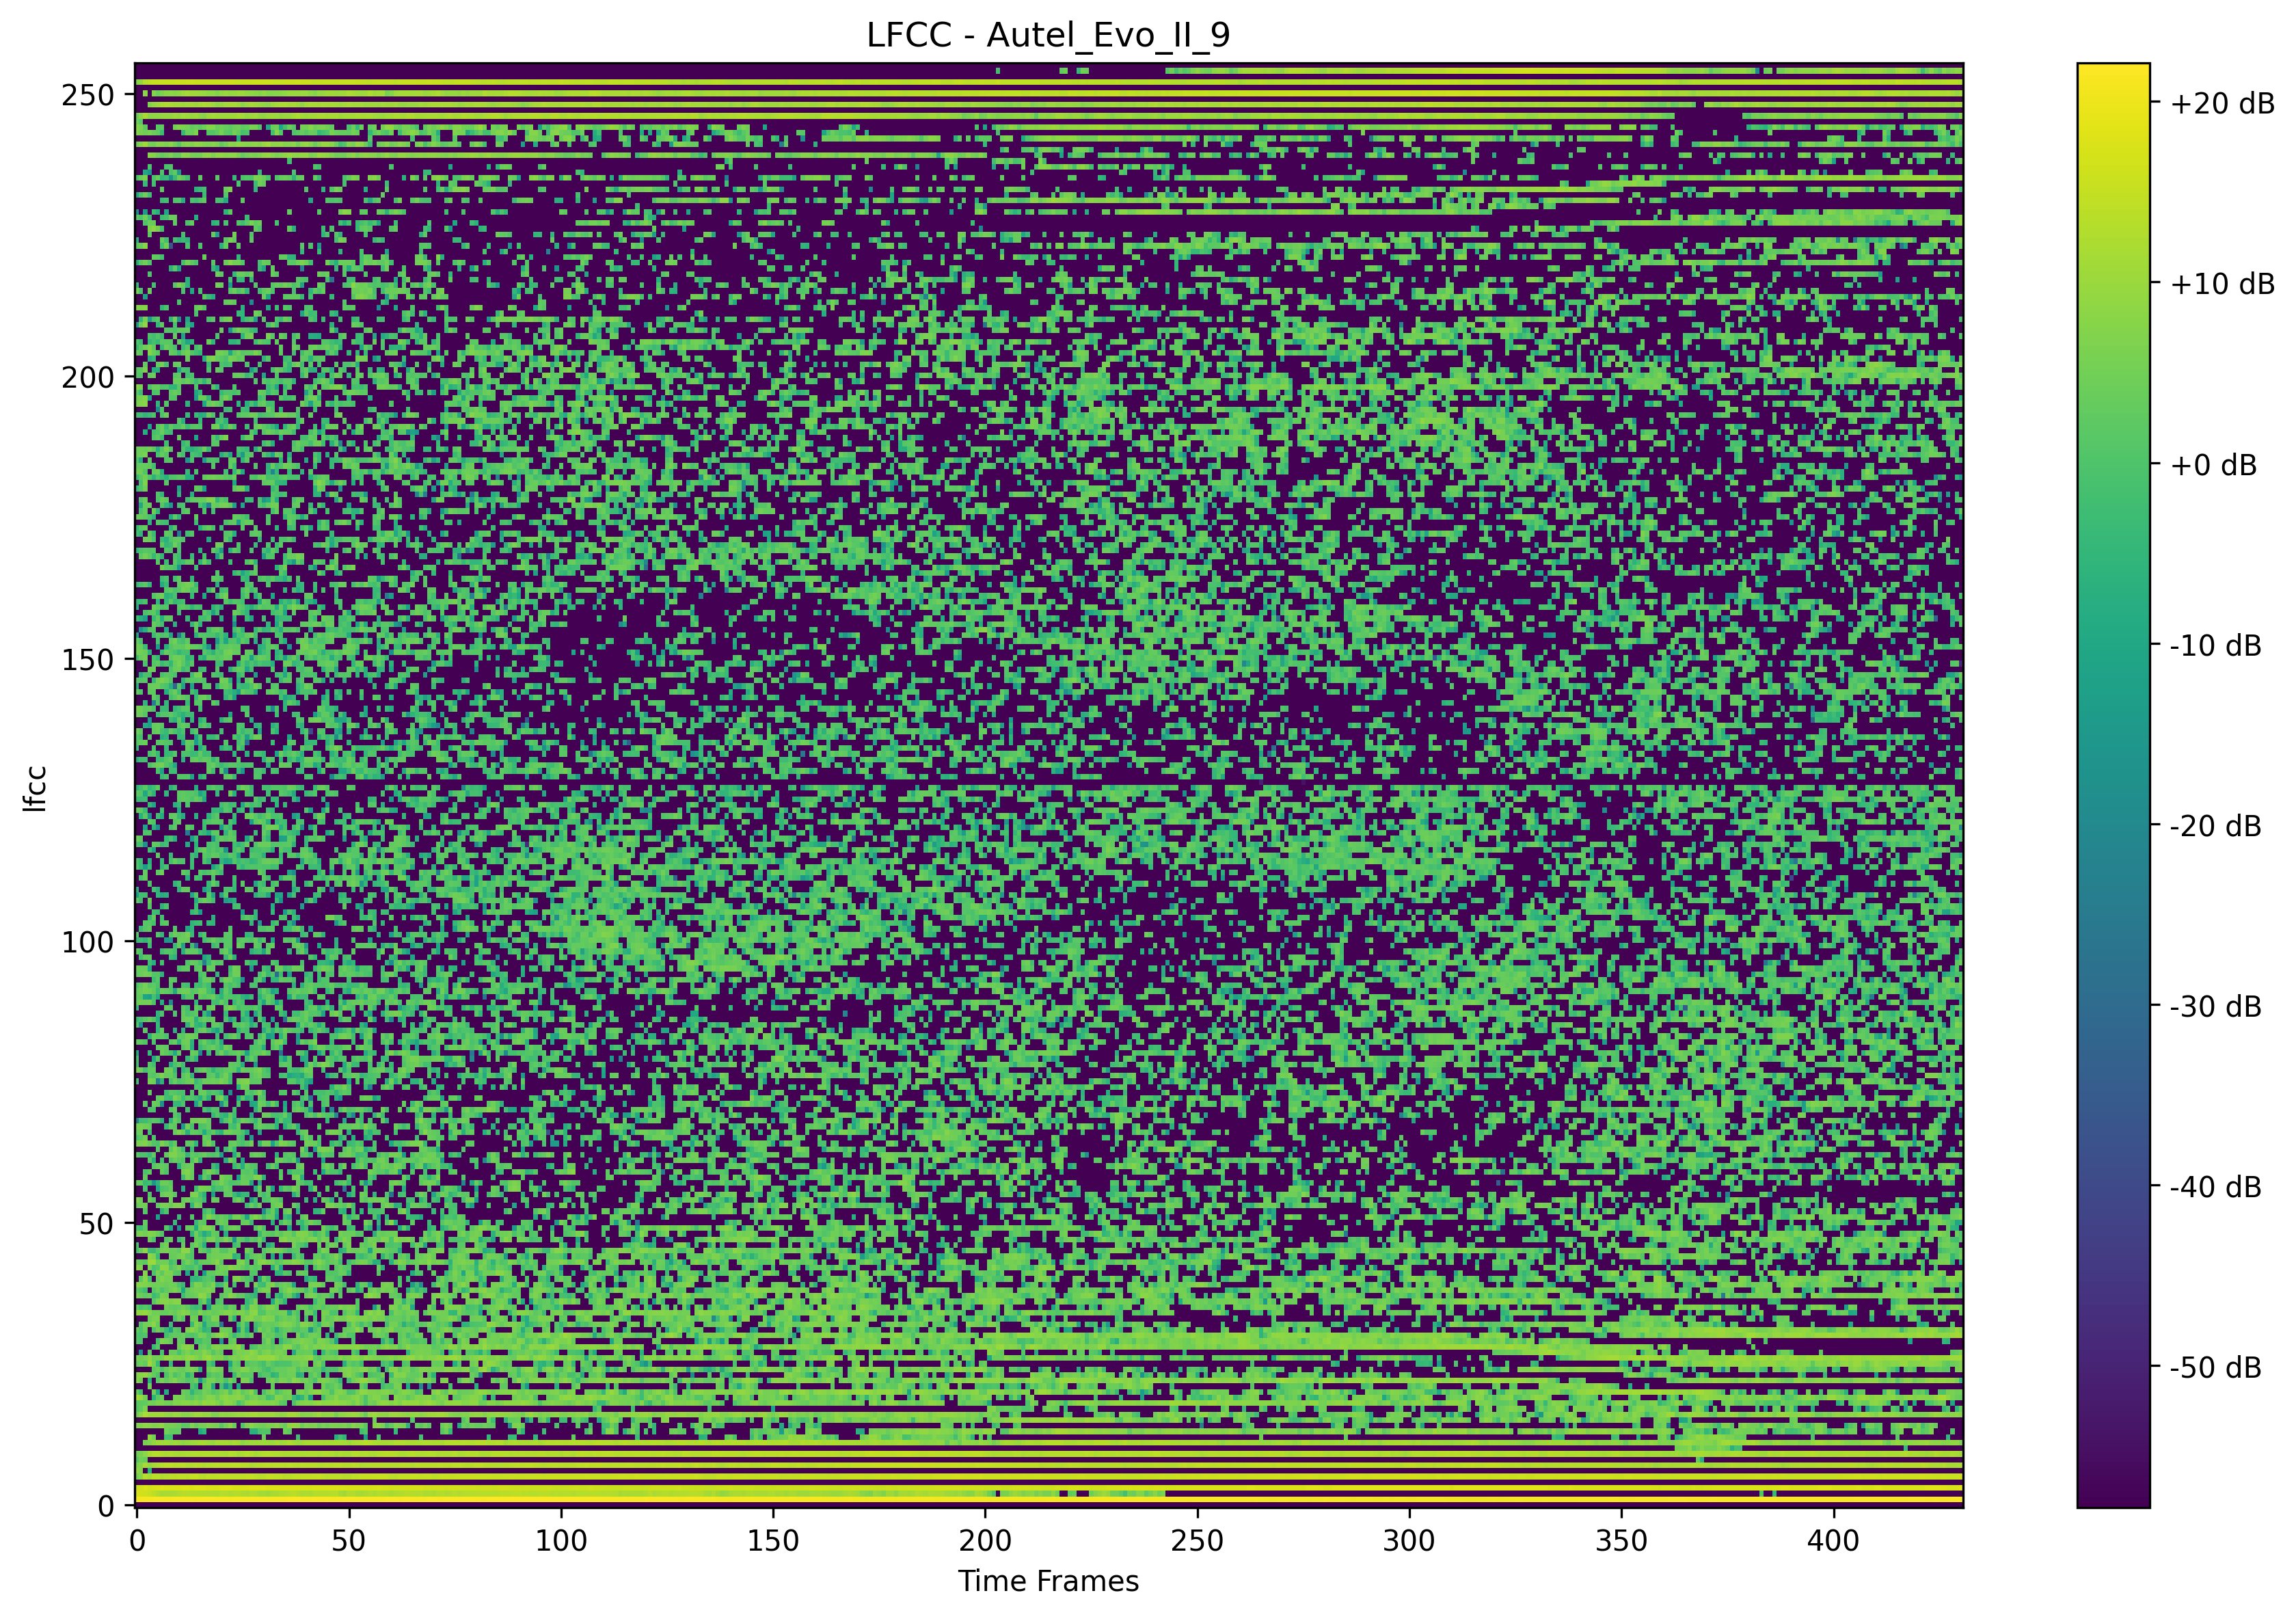 LFCC - Autel_Evo_II_9
lfcc
250
200
150
100
50
0
0 50 100 150 200 250 300 350 400
Time Frames
+20 dB
+10 dB
+0 dB
-10 dB
-20 dB
-30 dB
-40 dB
-50 dB